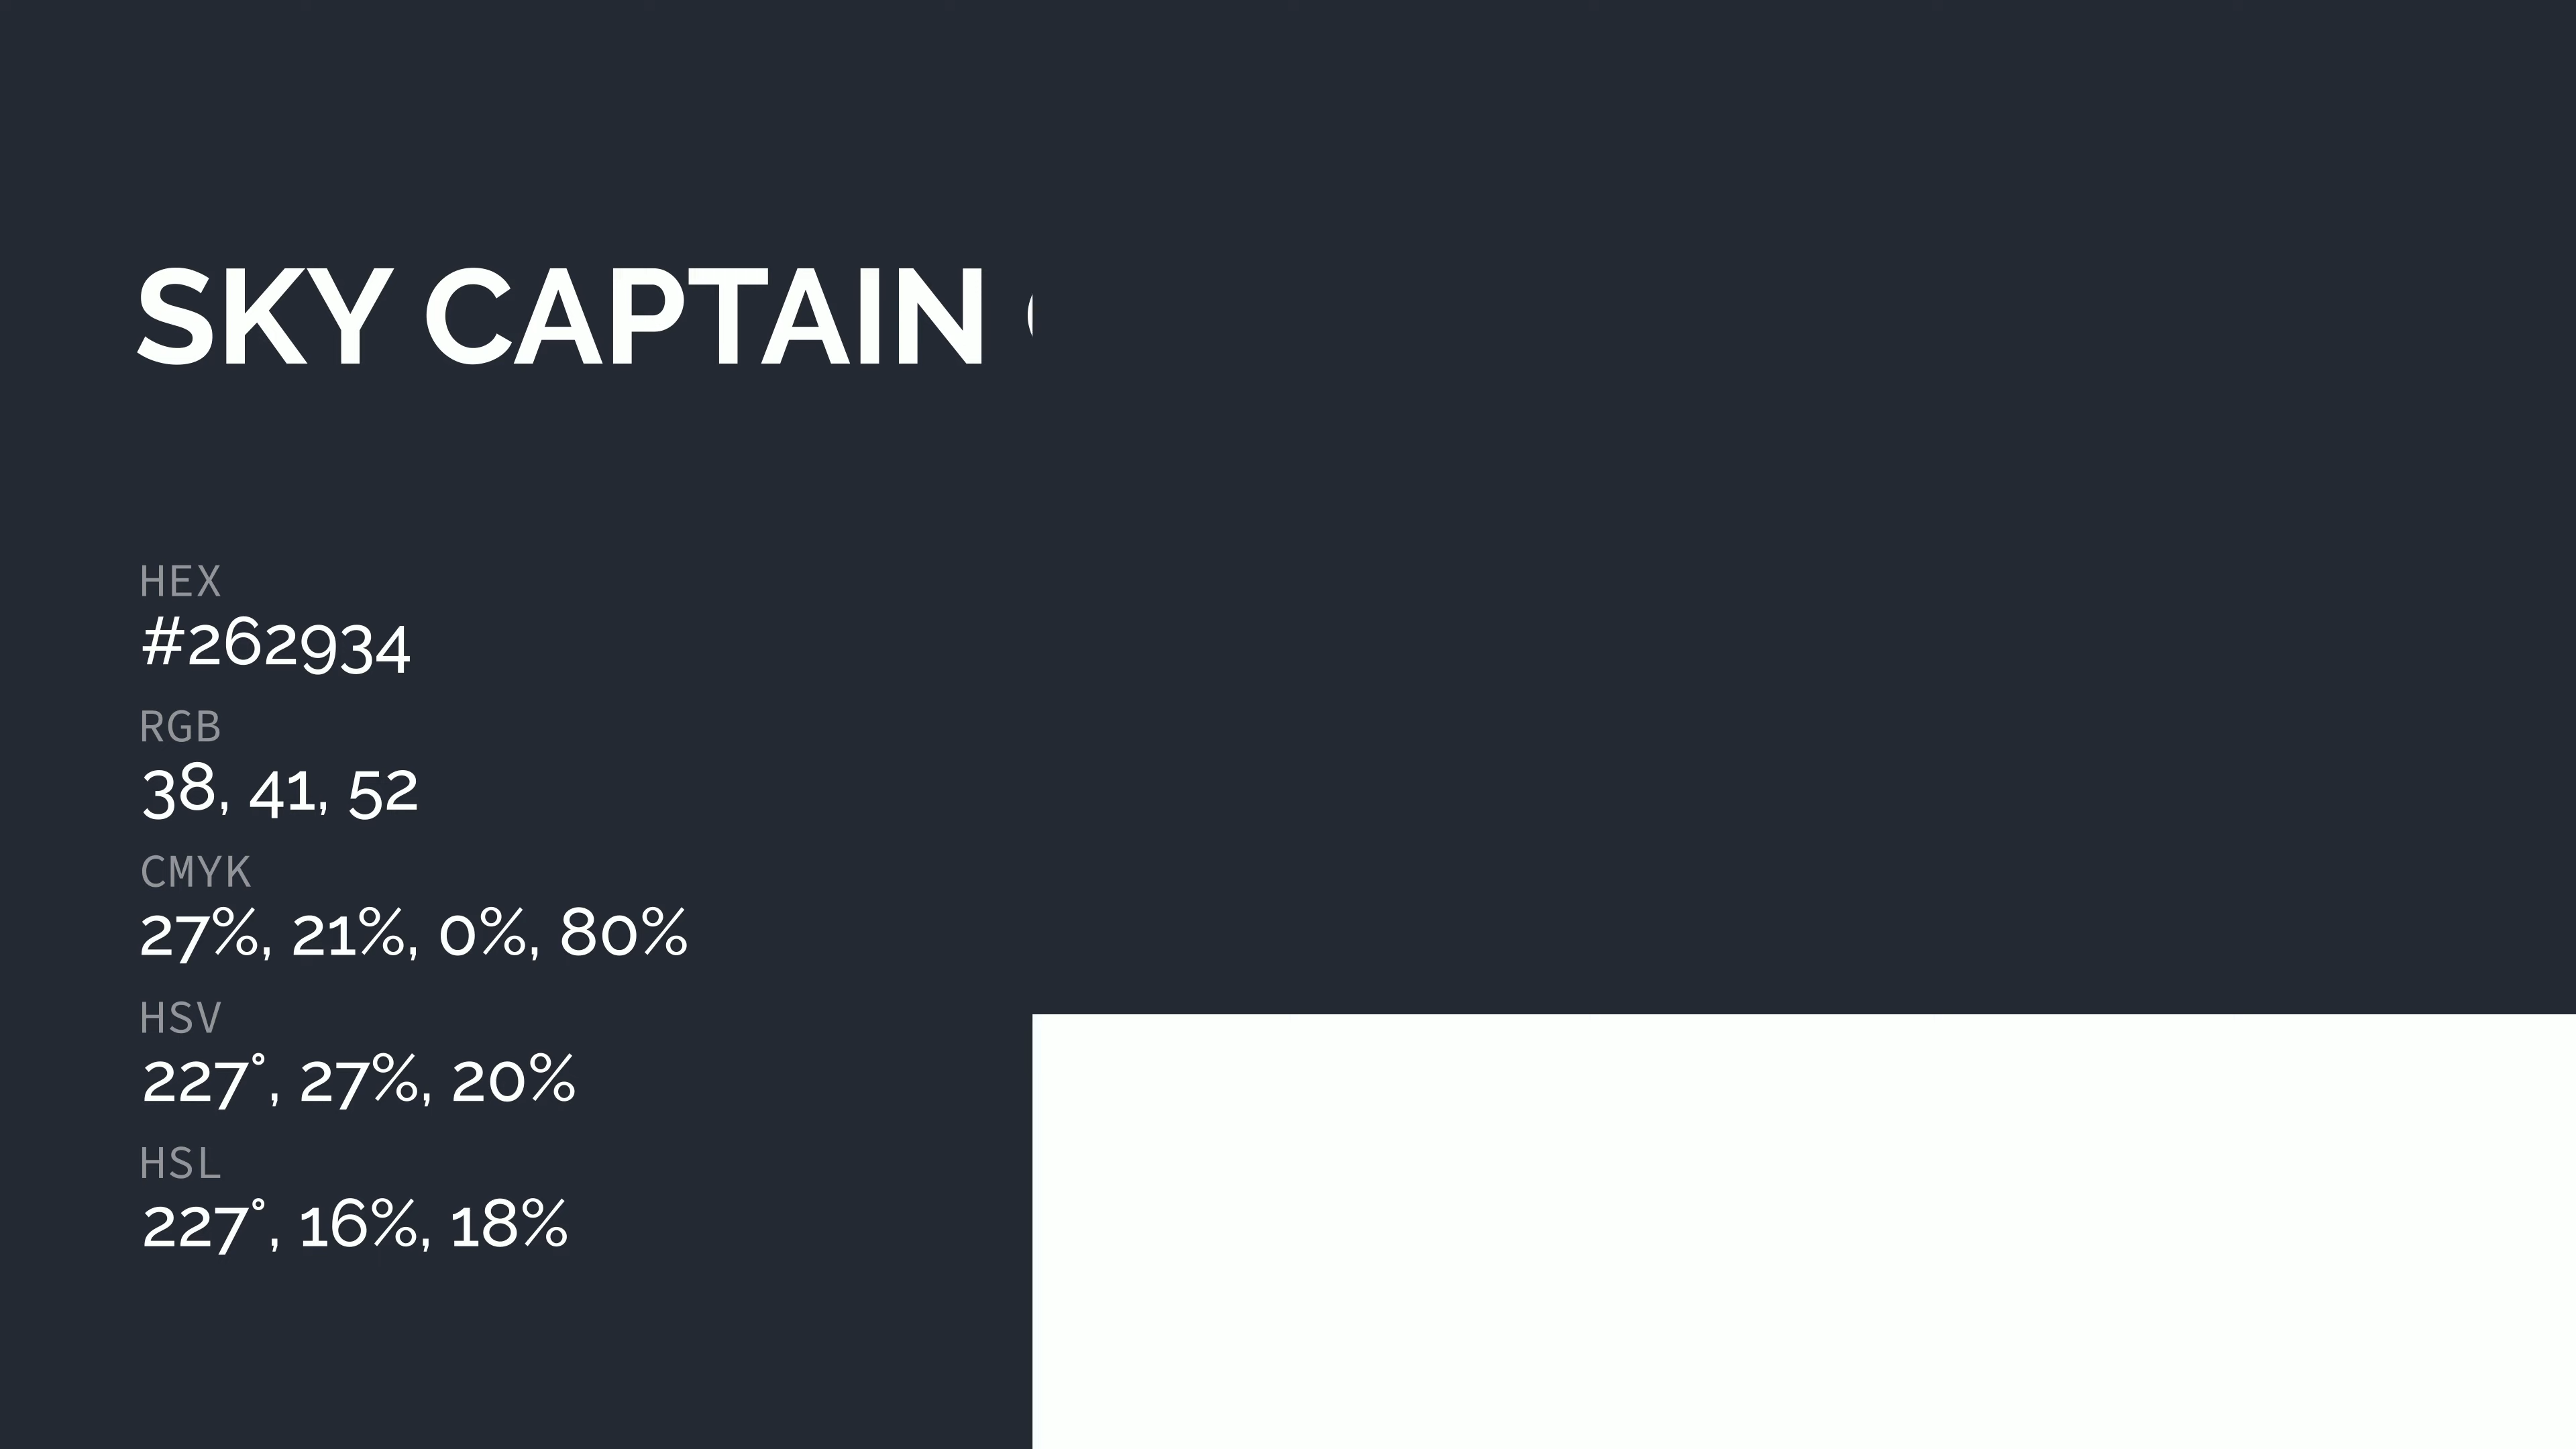 SKY CAPTAIN
HEX
#262934
RGB
38, 41, 52
CMYK
27%, 21%, 0%, 80%
HSV
227°, 27%, 20%
HSL
227°, 16%, 18%